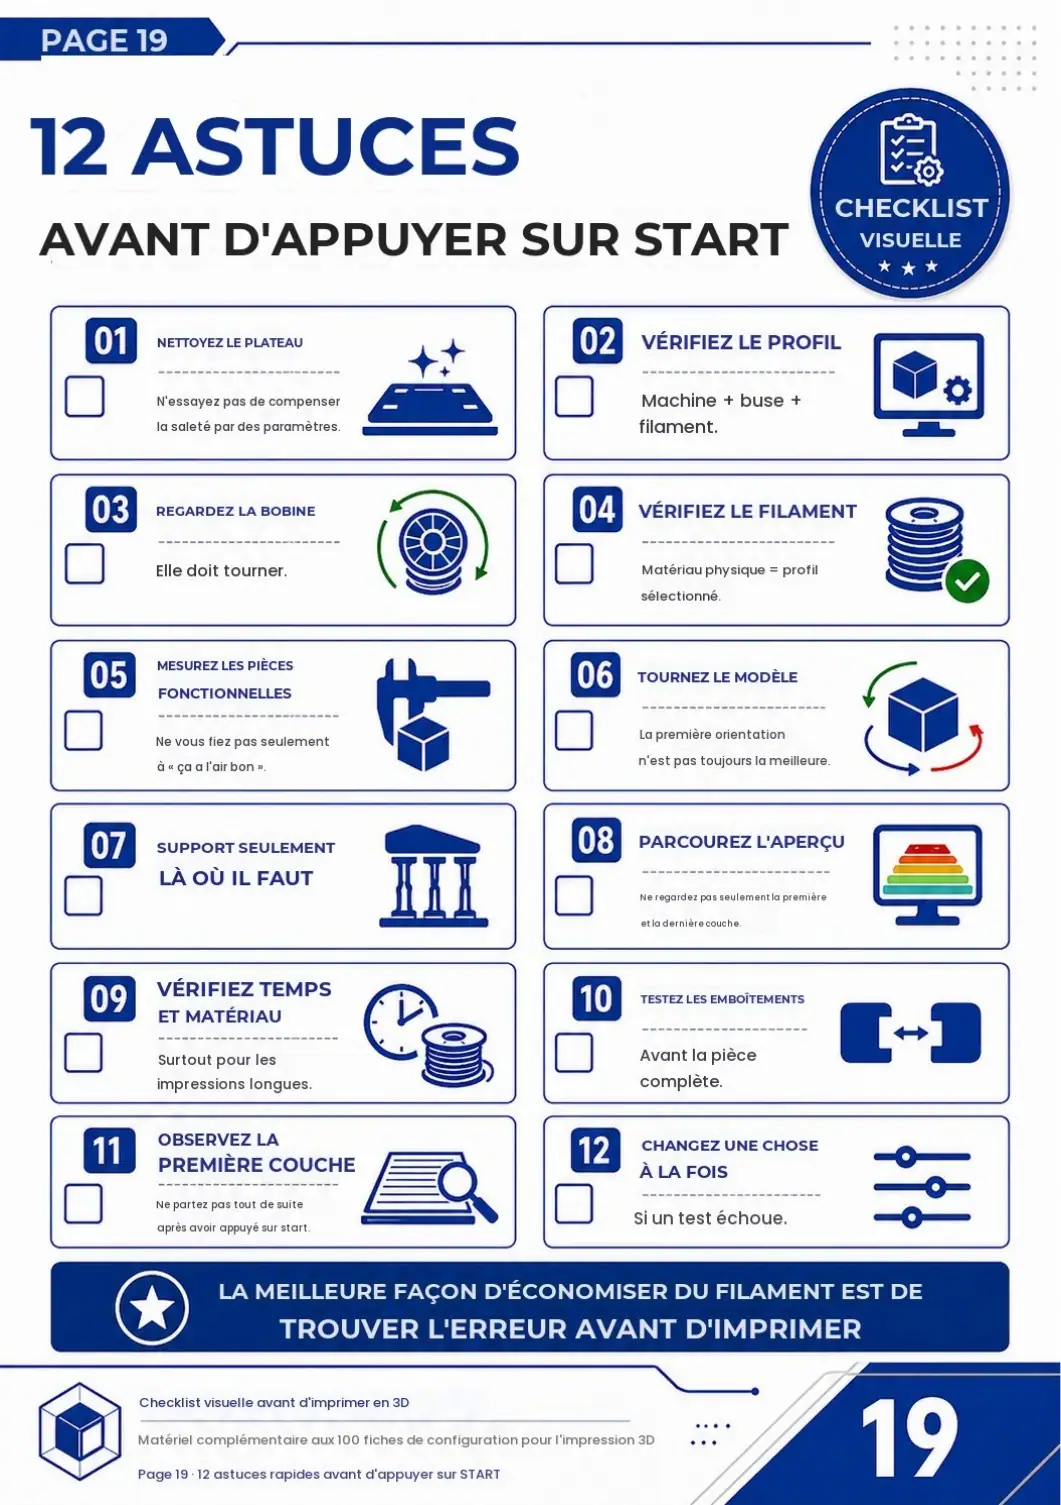 PAGE 19
12 ASTUCES
AVANT D'APPUYER SUR START
CHECKLIST
VISUELLE
01
NETTOYEZ LE PLATEAU
N'essayez pas de compenser
la saleté par des paramètres.
02
VÉRIFIEZ LE PROFIL
Machine + buse +
filament.
03
REGARDEZ LA BOBINE
Elle doit tourner.
04
VÉRIFIEZ LE FILAMENT
Matériau physique = profil
sélectionné.
05
MESUREZ LES PIÈCES
FONCTIONNELLES
Ne vous fiez pas seulement
à « ça a l'air bon ».
06
TOURNEZ LE MODÈLE
La première orientation
n'est pas toujours la meilleure.
07
SUPPORT SEULEMENT
LÀ OÙ IL FAUT
08
PARCOUREZ L'APERÇU
Ne regardez pas seulement la première
et la dernière couche.
09
VÉRIFIEZ TEMPS
ET MATÉRIAU
Surtout pour les
impressions longues.
10
TESTEZ LES EMBOÎTEMENTS
Avant la pièce
complète.
11
OBSERVEZ LA
PREMIÈRE COUCHE
Ne partez pas tout de suite
après avoir appuyé sur start.
12
CHANGEZ UNE CHOSE
À LA FOIS
Si un test échoue.
LA MEILLEURE FAÇON D'ÉCONOMISER DU FILAMENT EST DE
TROUVER L'ERREUR AVANT D'IMPRIMER
Checklist visuelle avant d'imprimer en 3D
Matériel complémentaire aux 100 fiches de configuration pour l'impression 3D
Page 19 · 12 astuces rapides avant d'appuyer sur START
19